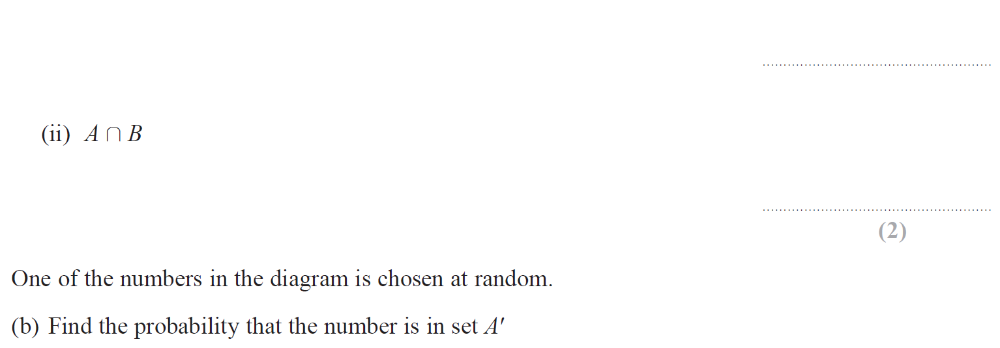 (ii) A ∩ B
(2)
One of the numbers in the diagram is chosen at random.
(b) Find the probability that the number is in set A′